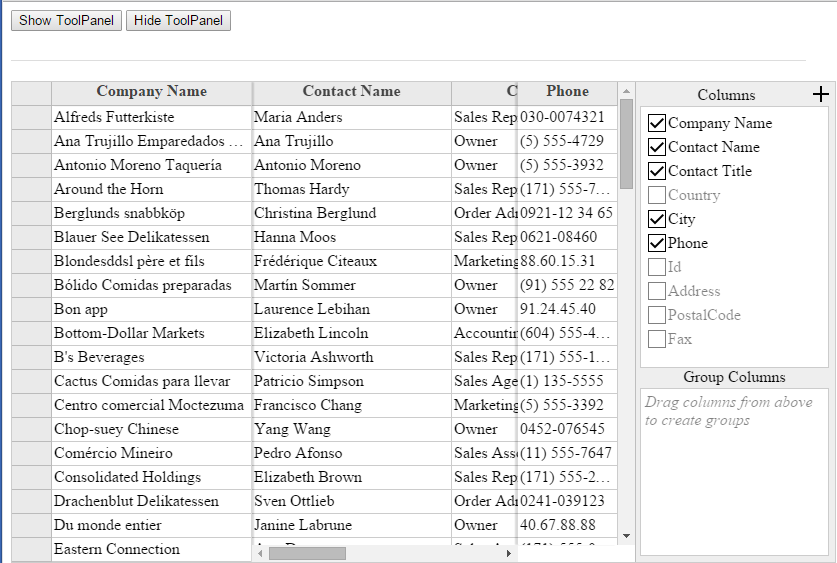 Show ToolPanel Hide ToolPanel
Company Name Contact Name C Phone
Alfreds Futterkiste Maria Anders Sales Rep 030-0074321
Ana Trujillo Emparedados … Ana Trujillo Owner (5) 555-4729
Antonio Moreno Taquería Antonio Moreno Owner (5) 555-3932
Around the Horn Thomas Hardy Sales Rep (171) 555-7…
Berglunds snabbköp Christina Berglund Order Adr 0921-12 34 65
Blauer See Delikatessen Hanna Moos Sales Rep 0621-08460
Blondesddsl père et fils Frédérique Citeaux Marketing 88.60.15.31
Bólido Comidas preparadas Martín Sommer Owner (91) 555 22 82
Bon app Laurence Lebihan Owner 91.24.45.40
Bottom-Dollar Markets Elizabeth Lincoln Accountin (604) 555-4…
B's Beverages Victoria Ashworth Sales Rep (171) 555-1…
Cactus Comidas para llevar Patricio Simpson Sales Age (1) 135-5555
Centro comercial Moctezuma Francisco Chang Marketing (5) 555-3392
Chop-suey Chinese Yang Wang Owner 0452-076545
Comércio Mineiro Pedro Afonso Sales Asso (11) 555-7647
Consolidated Holdings Elizabeth Brown Sales Rep (171) 555-2…
Drachenblut Delikatessen Sven Ottlieb Order Adr 0241-039123
Du monde entier Janine Labrune Owner 40.67.88.88
Eastern Connection
Columns
Company Name
Contact Name
Contact Title
Country
City
Phone
Id
Address
PostalCode
Fax
Group Columns
Drag columns from above
to create groups